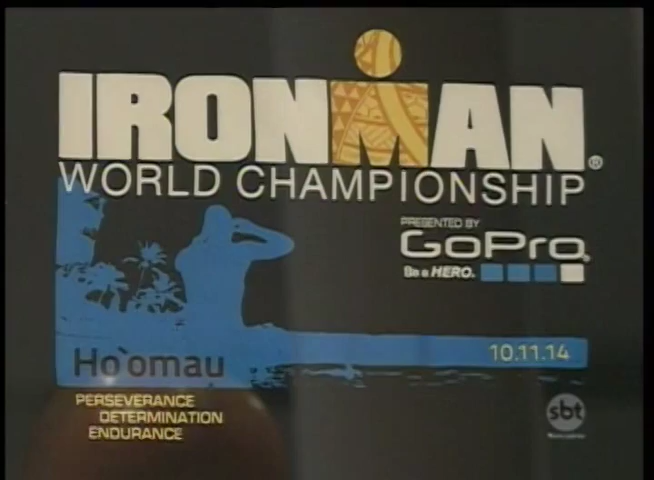 IRONMAN®
WORLD CHAMPIONSHIP
PRESENTED BY
GoPro®
Be a HERO.
Ho`omau
10.11.14
PERSEVERANCE
DETERMINATION
ENDURANCE
sbt